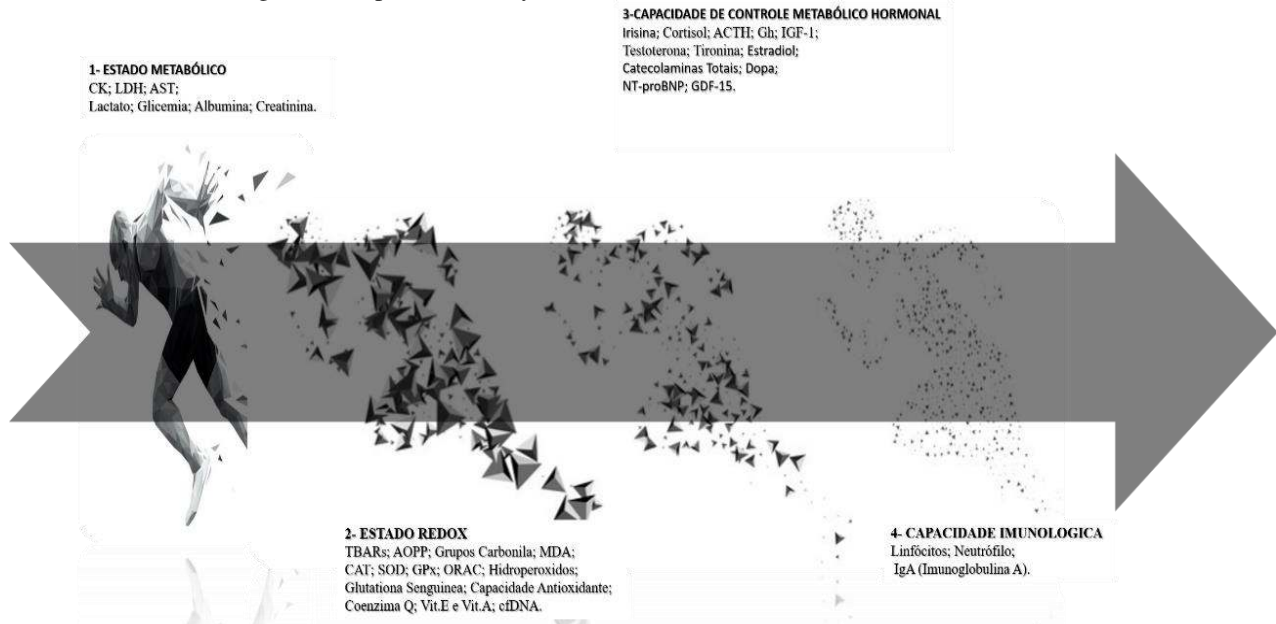 1- ESTADO METABÓLICO
CK; LDH; AST;
Lactato; Glicemia; Albumina; Creatinina.
2- ESTADO REDOX
TBARs; AOPP; Grupos Carbonila; MDA;
CAT; SOD; GPx; ORAC; Hidroperoxidos;
Glutationa Senguinea; Capacidade Antioxidante;
Coenzima Q; Vit.E e Vit.A; cfDNA.
3-CAPACIDADE DE CONTROLE METABÓLICO HORMONAL
Irisina; Cortisol; ACTH; Gh; IGF-1;
Testoterona; Tironina; Estradiol;
Catecolaminas Totais; Dopa;
NT-proBNP; GDF-15.
4- CAPACIDADE IMUNOLOGICA
Linfócitos; Neutrófilo;
IgA (Imunoglobulina A).